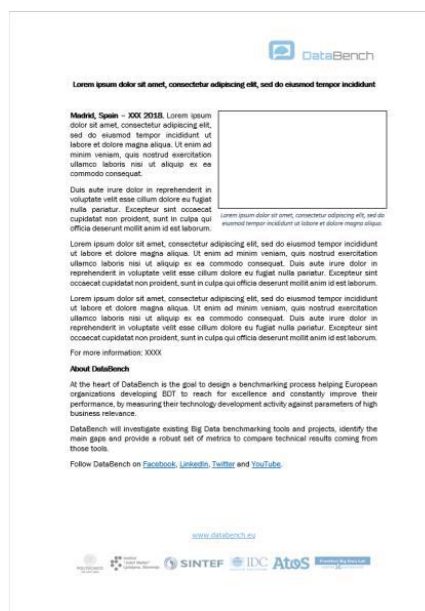 DataBench
Lorem ipsum dolor sit amet, consectetur adipiscing elit, sed do eiusmod tempor incididunt
Madrid, Spain – XXX 2018. Lorem ipsum
dolor sit amet, consectetur adipiscing elit,
sed do eiusmod tempor incididunt ut
labore et dolore magna aliqua. Ut enim ad
minim veniam, quis nostrud exercitation
ullamco laboris nisi ut aliquip ex ea
commodo consequat.
Duis aute irure dolor in reprehenderit in
voluptate velit esse cillum dolore eu fugiat
nulla pariatur. Excepteur sint occaecat
cupidatat non proident, sunt in culpa qui
officia deserunt mollit anim id est laborum.
Lorem ipsum dolor sit amet, consectetur adipiscing elit, sed do
eiusmod tempor incididunt ut labore et dolore magna aliqua
Lorem ipsum dolor sit amet, consectetur adipiscing elit, sed do eiusmod tempor incididunt
ut labore et dolore magna aliqua. Ut enim ad minim veniam, quis nostrud exercitation
ullamco laboris nisi ut aliquip ex ea commodo consequat. Duis aute irure dolor in
reprehenderit in voluptate velit esse cillum dolore eu fugiat nulla pariatur. Excepteur sint
occaecat cupidatat non proident, sunt in culpa qui officia deserunt mollit anim id est laborum.
Lorem ipsum dolor sit amet, consectetur adipiscing elit, sed do eiusmod tempor incididunt
ut labore et dolore magna aliqua. Ut enim ad minim veniam, quis nostrud exercitation
ullamco laboris nisi ut aliquip ex ea commodo consequat. Duis aute irure dolor in
reprehenderit in voluptate velit esse cillum dolore eu fugiat nulla pariatur. Excepteur sint
occaecat cupidatat non proident, sunt in culpa qui officia deserunt mollit anim id est laborum.
For more information: XXXX
About DataBench
At the heart of DataBench is the goal to design a benchmarking process helping European
organizations developing BDT to reach for excellence and constantly improve their
performance, by measuring their technology development activity against parameters of high
business relevance.
DataBench will investigate existing Big Data benchmarking tools and projects, identify the
main gaps and provide a robust set of metrics to compare technical results coming from
those tools.
Follow DataBench on Facebook, LinkedIn, Twitter and YouTube.
www.databench.eu
POLITECNICO
SINTEF
IDC
Atos